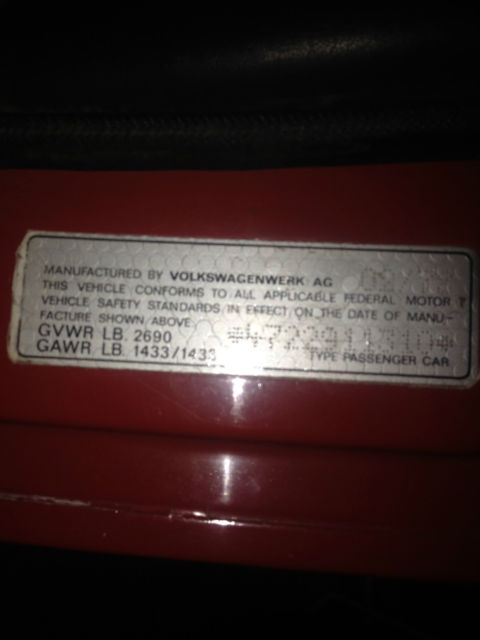 MANUFACTURED BY VOLKSWAGENWERK AG
THIS VEHICLE CONFORMS TO ALL APPLICABLE FEDERAL MOTOR
VEHICLE SAFETY STANDARDS IN EFFECT ON THE DATE OF MANU-
FACTURE SHOWN ABOVE
GVWR LB. 2690
GAWR LB. 1433/1433 TYPE PASSENGER CAR